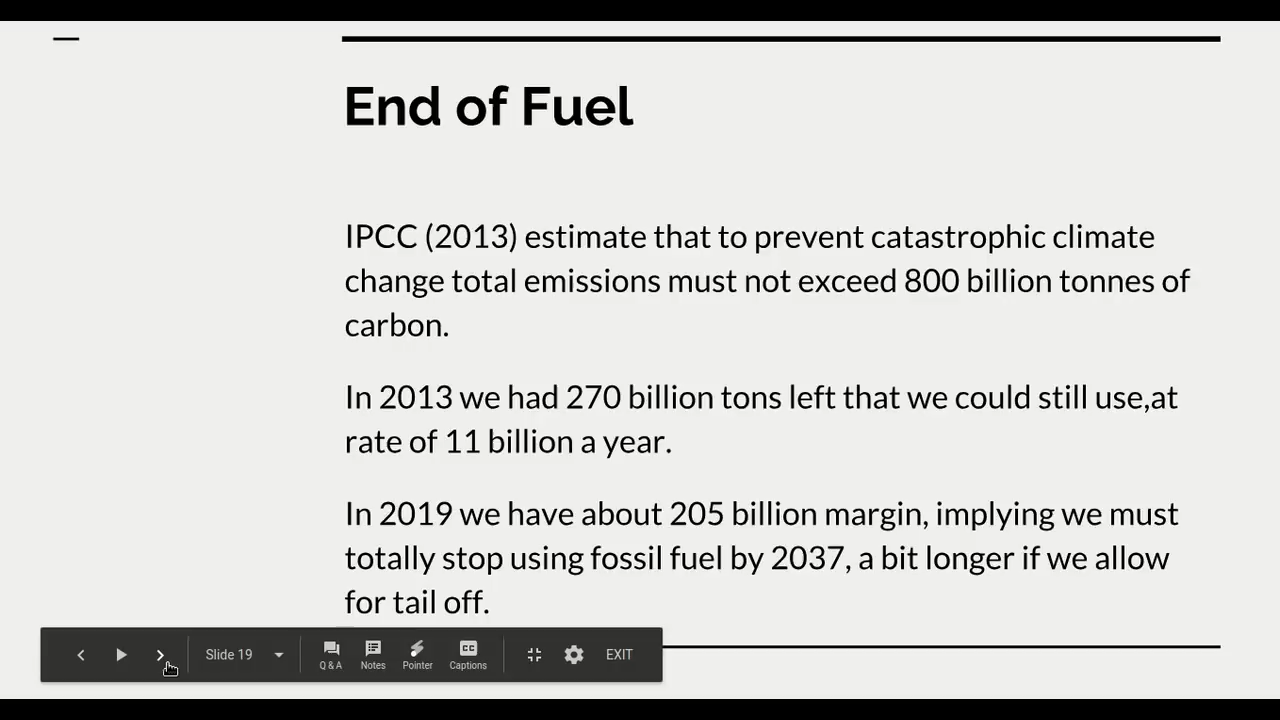 End of Fuel
IPCC (2013) estimate that to prevent catastrophic climate
change total emissions must not exceed 800 billion tonnes of
carbon.
In 2013 we had 270 billion tons left that we could still use,at
rate of 11 billion a year.
In 2019 we have about 205 billion margin, implying we must
totally stop using fossil fuel by 2037, a bit longer if we allow
for tail off.
Slide 19
Q & A
Notes
Pointer
CC
Captions
EXIT